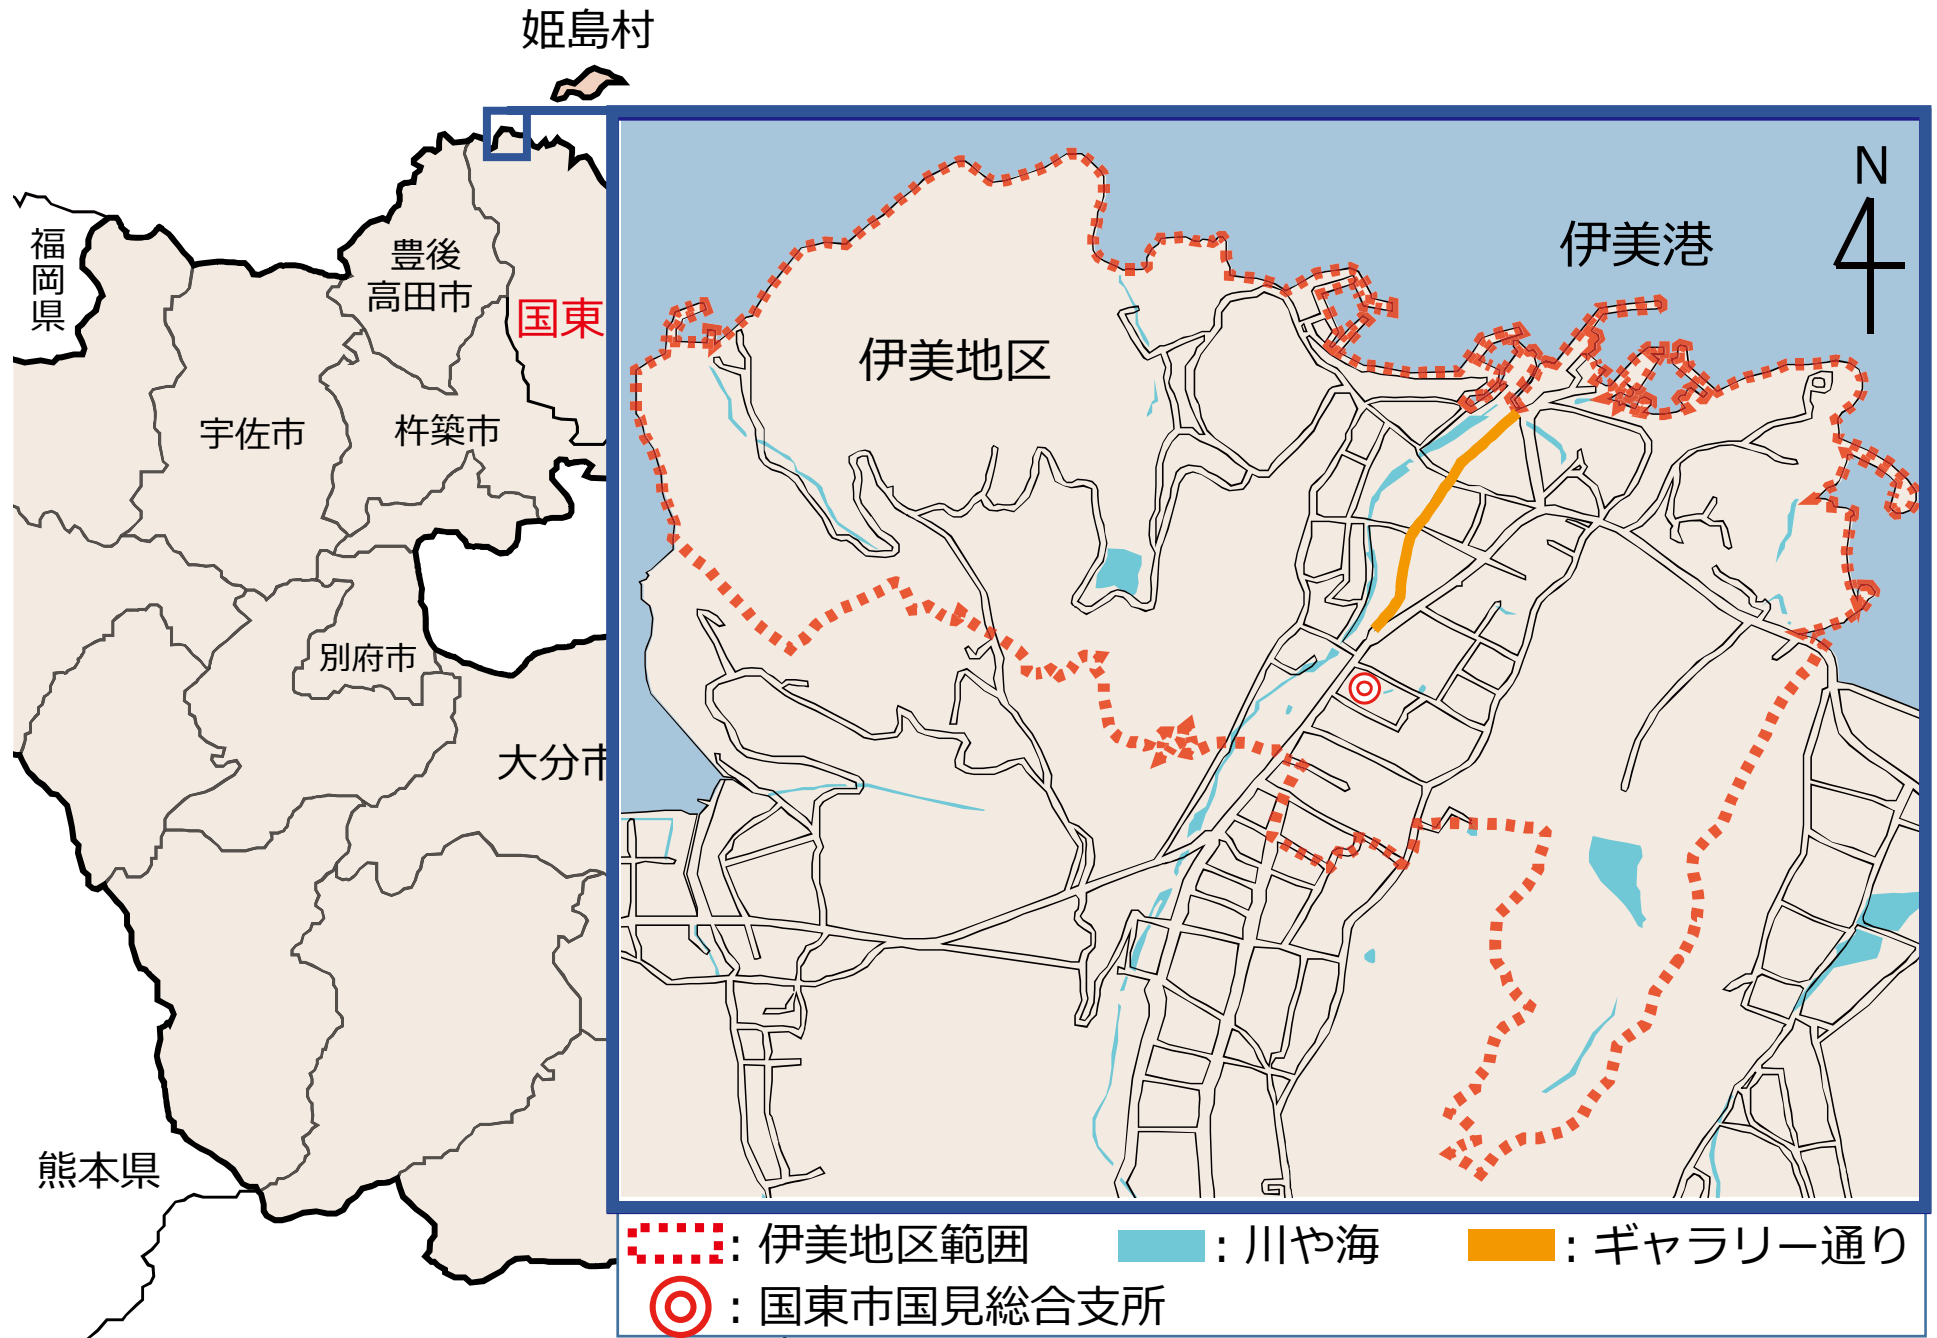 姫島村
福岡県
豊後
高田市
国東
宇佐市
杵築市
別府市
大分市
熊本県
N
伊美港
伊美地区
：伊美地区範囲
：川や海
：ギャラリー通り
：国東市国見総合支所